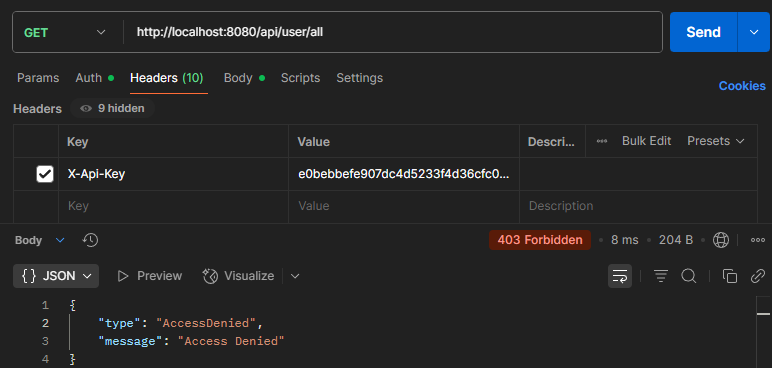 GET http://localhost:8080/api/user/all Send
Params Auth Headers (10) Body Scripts Settings Cookies
Headers 9 hidden
Key Value Descri... Bulk Edit Presets
X-Api-Key e0bebbefe907dc4d5233f4d36cfc0...
Key Value Description
Body 403 Forbidden • 8 ms • 204 B
{} JSON Preview Visualize
1 {
2 "type": "AccessDenied",
3 "message": "Access Denied"
4 }